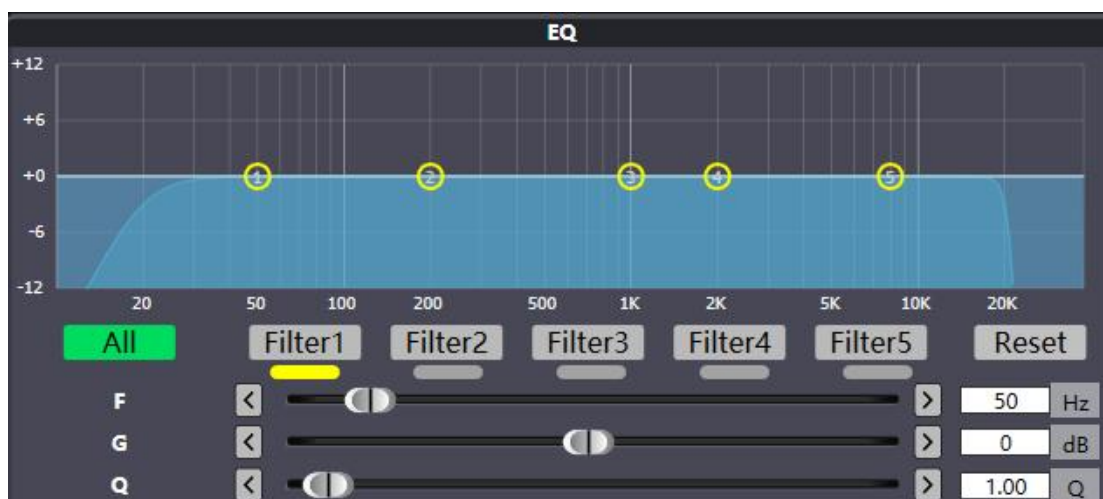 EQ
+12
+6
+0
1 2 3 4 5
-6
-12
20 50 100 200 500 1K 2K 5K 10K 20K
All Filter1 Filter2 Filter3 Filter4 Filter5 Reset
F < > 50 Hz
G < > 0 dB
Q < > 1.00 Q